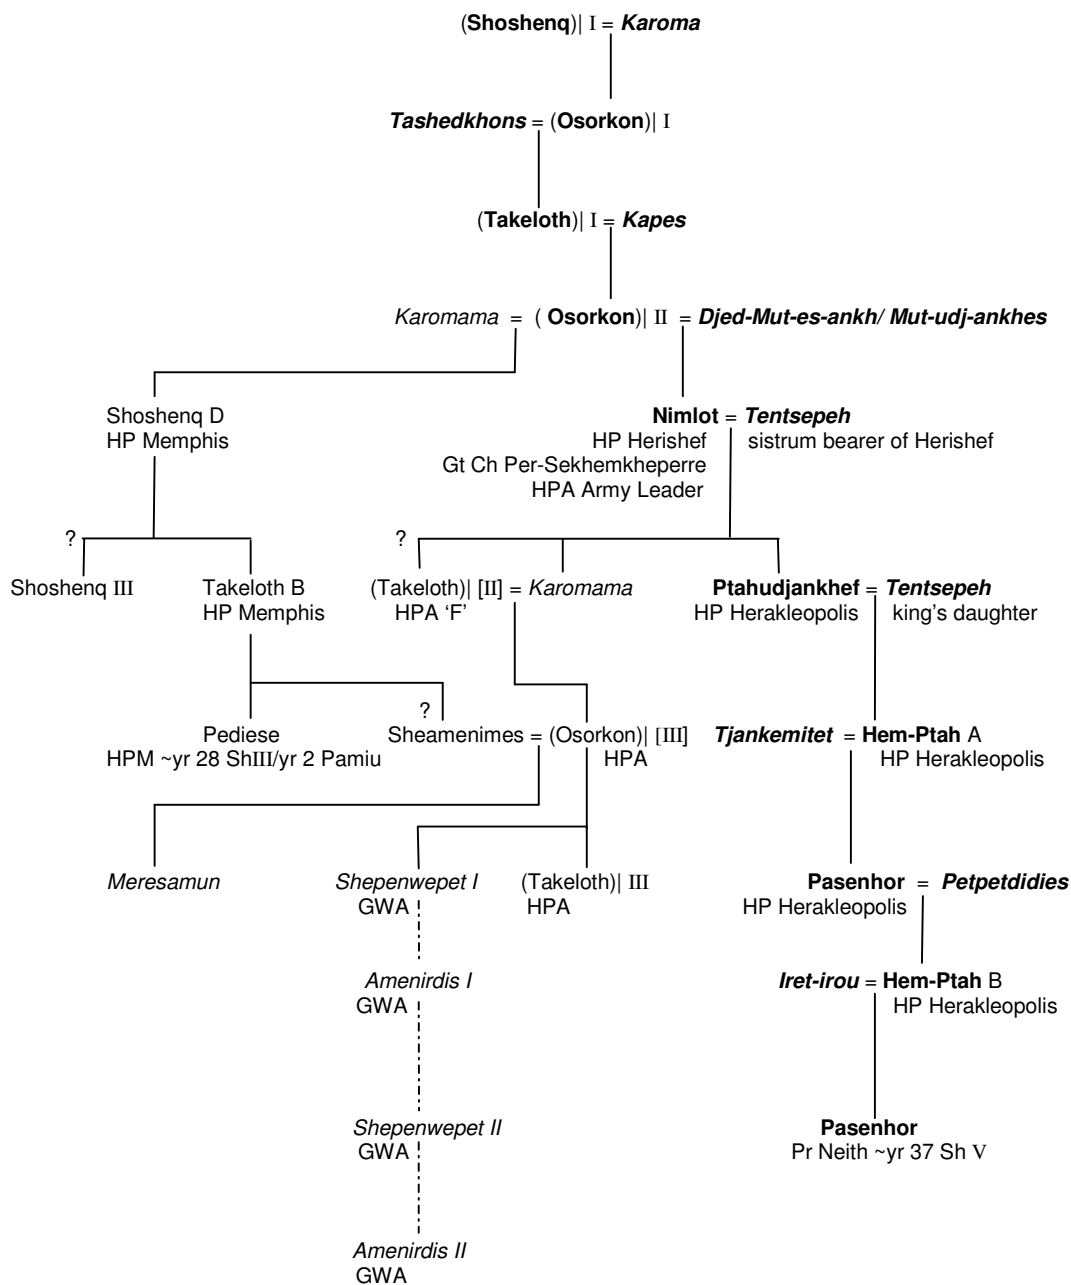 (Shoshenq)| I = Karoma
Tashedkhons = (Osorkon)| I
(Takeloth)| I = Kapes
Karomama = ( Osorkon)| II = Djed-Mut-es-ankh/ Mut-udj-ankhes
Shoshenq D
HP Memphis
Nimlot = Tentsepeh
HP Herishef sistrum bearer of Herishef
Gt Ch Per-Sekhemkheperre
HPA Army Leader
? ?
Shoshenq III Takeloth B (Takeloth)| [II] = Karomama Ptahudjankhef = Tentsepeh
HP Memphis HPA 'F' HP Herakleopolis king's daughter
?
Pediese Sheamenimes = (Osorkon)| [III] Tjankemitet = Hem-Ptah A
HPM ~yr 28 ShIII/yr 2 Pamiu HPA HP Herakleopolis
Meresamun Shepenwepet I (Takeloth)| III Pasenhor = Petpetdidies
GWA HPA HP Herakleopolis
Amenirdis I Iret-irou = Hem-Ptah B
GWA HP Herakleopolis
Shepenwepet II Pasenhor
GWA Pr Neith ~yr 37 Sh V
Amenirdis II
GWA